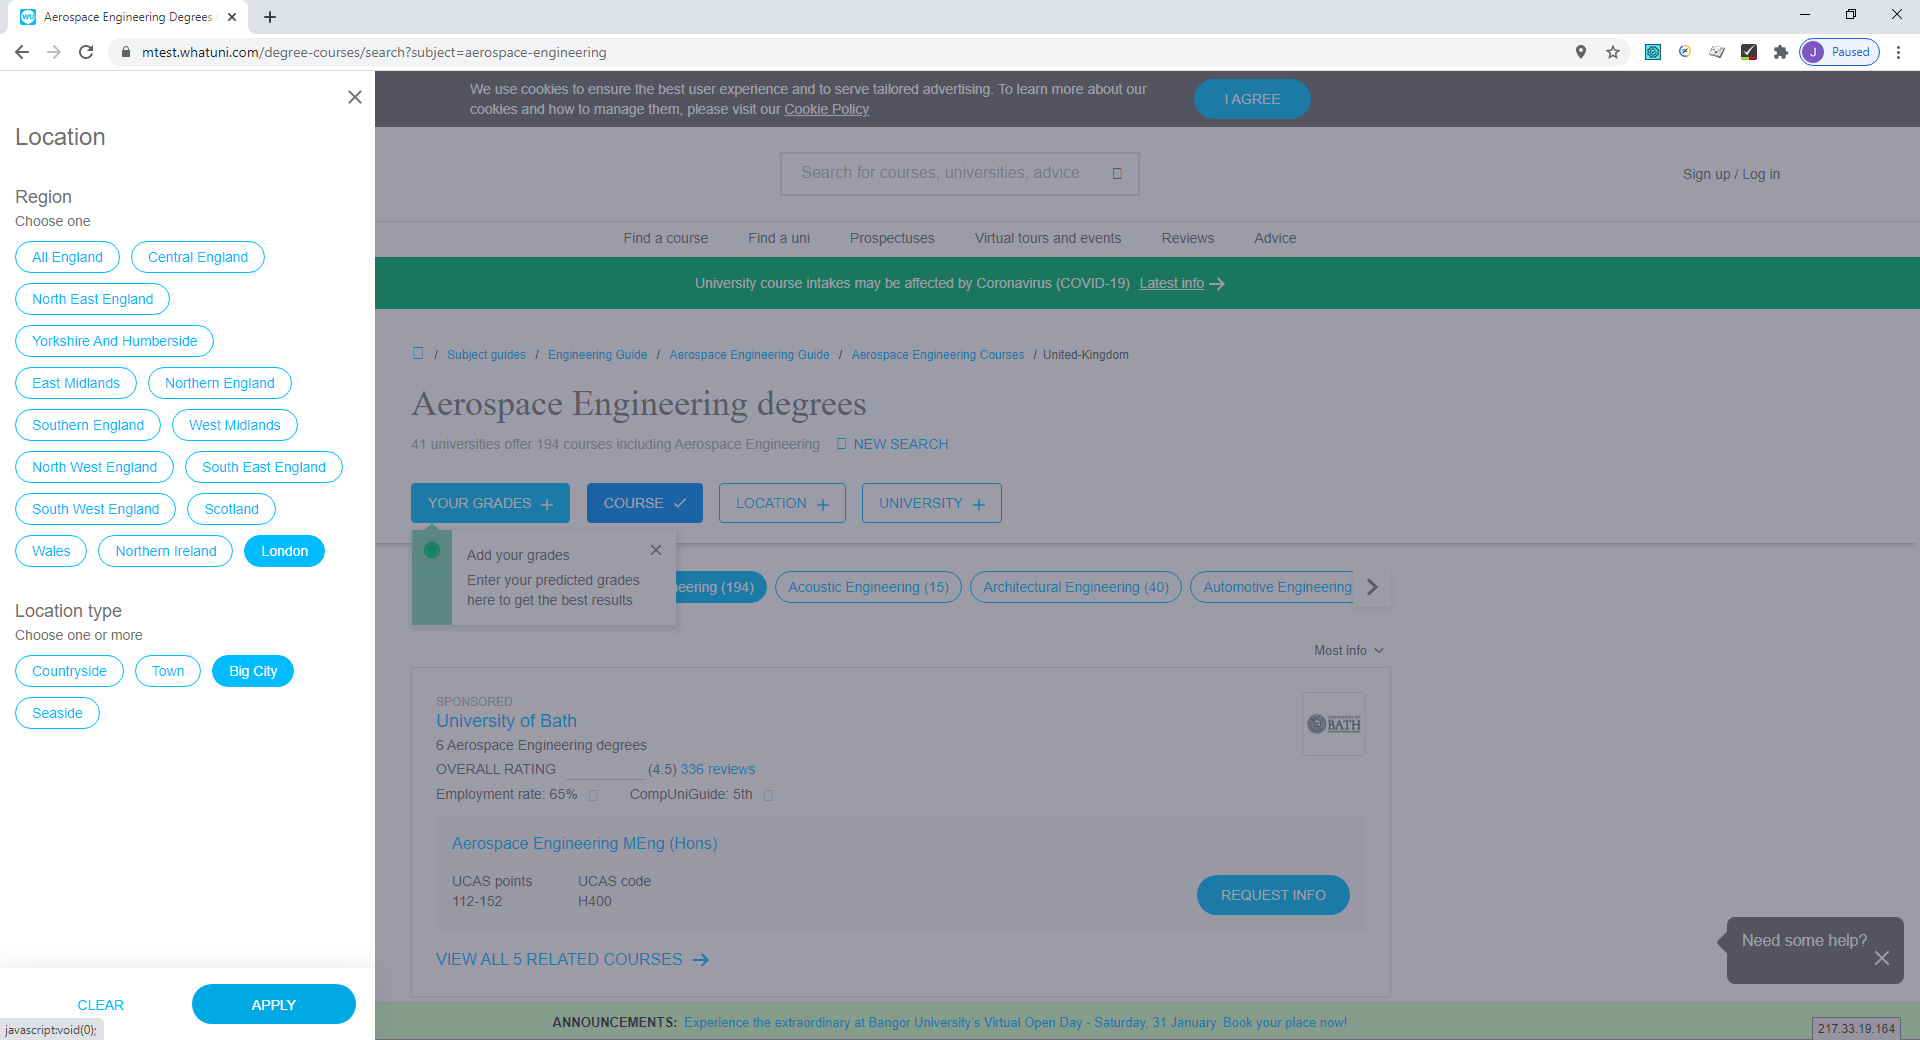 Aerospace Engineering Degrees
mtest.whatuni.com/degree-courses/search?subject=aerospace-engineering
J Paused
We use cookies to ensure the best user experience and to serve tailored advertising. To learn more about our
cookies and how to manage them, please visit our Cookie Policy
I AGREE
Location
Region
Choose one
All England Central England
North East England
Yorkshire And Humberside
East Midlands Northern England
Southern England West Midlands
North West England South East England
South West England Scotland
Wales Northern Ireland London
Location type
Choose one or more
Countryside Town Big City
Seaside
CLEAR APPLY
javascript:void(0);
Search for courses, universities, advice
Sign up / Log in
Find a course Find a uni Prospectuses Virtual tours and events Reviews Advice
University course intakes may be affected by Coronavirus (COVID-19) Latest info
/ Subject guides / Engineering Guide / Aerospace Engineering Guide / Aerospace Engineering Courses / United-Kingdom
Aerospace Engineering degrees
41 universities offer 194 courses including Aerospace Engineering NEW SEARCH
YOUR GRADES COURSE LOCATION UNIVERSITY
Add your grades
Enter your predicted grades
here to get the best results
neering (194) Acoustic Engineering (15) Architectural Engineering (40) Automotive Engineering
Most info
SPONSORED
University of Bath
6 Aerospace Engineering degrees
OVERALL RATING (4.5) 336 reviews
Employment rate: 65% CompUniGuide: 5th
UNIVERSITY OF
BATH
Aerospace Engineering MEng (Hons)
UCAS points UCAS code
112-152 H400
REQUEST INFO
VIEW ALL 5 RELATED COURSES
Need some help?
ANNOUNCEMENTS: Experience the extraordinary at Bangor University's Virtual Open Day - Saturday, 31 January. Book your place now!
217.33.19.164